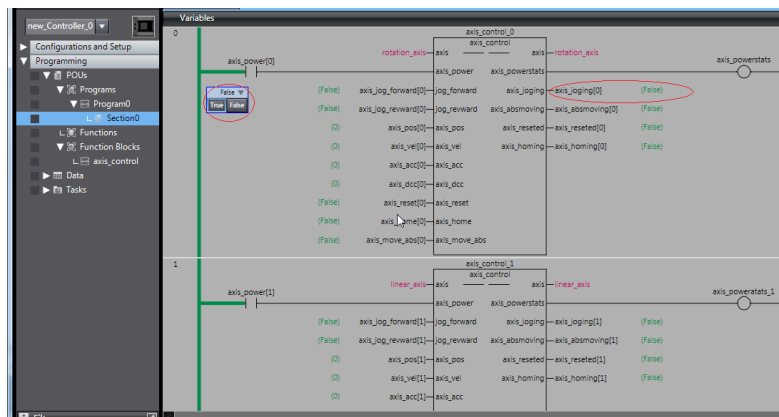 Variables
new_Controller_0
Configurations and Setup
Programming
POUs
Programs
Program0
Section0
Functions
Function Blocks
axis_control
Data
Tasks
0
axis_control_0
axis_control
rotation_axis axis axis rotation_axis
axis_power[0] axis_powerstats
axis_power axis_powerstats
False
True False
(False) axis_jog_forward[0] jog_forward axis_joging axis_joging[0] (False)
(False) axis_jog_revward[0] jog_revward axis_absmoving axis_absmoving[0] (False)
(0) axis_pos[0] axis_pos axis_reseted axis_reseted[0] (False)
(0) axis_vel[0] axis_vel axis_homing axis_homing[0] (False)
(0) axis_acc[0] axis_acc
(0) axis_dcc[0] axis_dcc
(False) axis_reset[0] axis_reset
(False) axis_home[0] axis_home
(False) axis_move_abs[0] axis_move_abs
1
axis_control_1
axis_control
linear_axis axis axis linear_axis
axis_power[1] axis_poweratats_1
axis_power axis_powerstats
(False) axis_jog_forward[1] jog_forward axis_joging axis_joging[1] (False)
(False) axis_jog_revward[1] jog_revward axis_absmoving axis_absmoving[1] (False)
(0) axis_pos[1] axis_pos axis_reseted axis_reseted[1] (False)
(0) axis_vel[1] axis_vel axis_homing axis_homing[1] (False)
(0) axis_acc[1] axis_acc